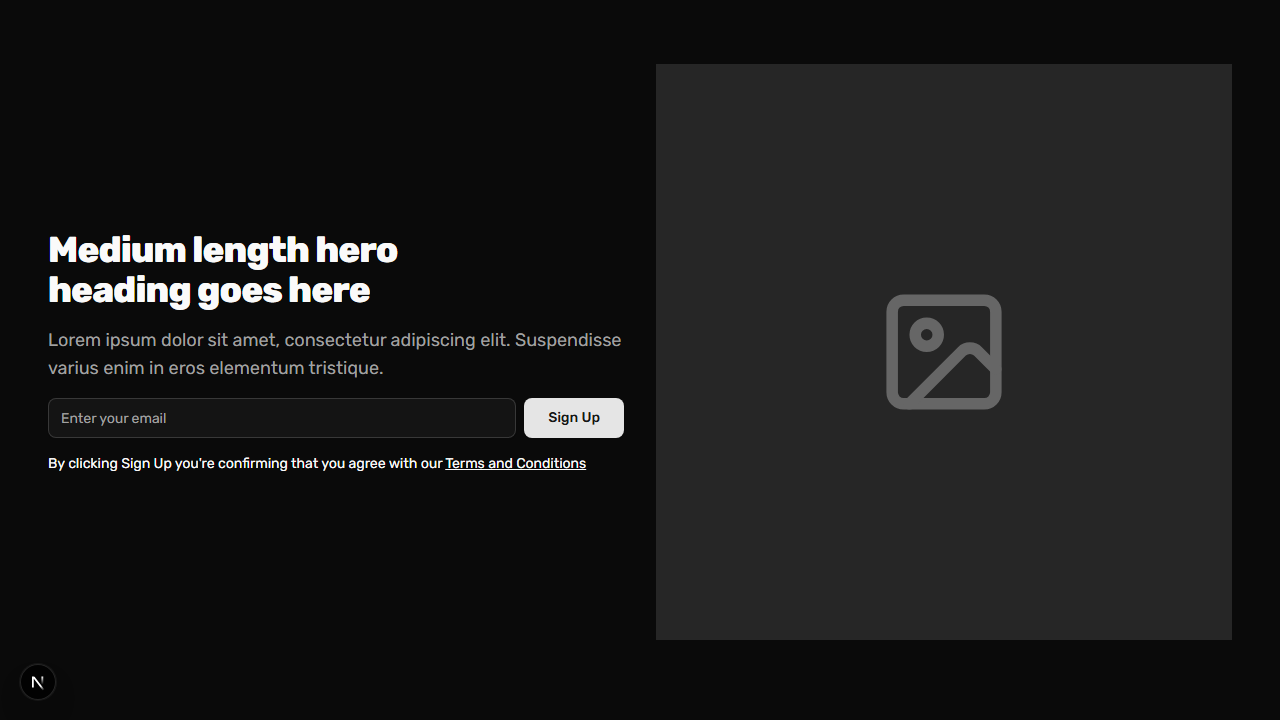 Medium length hero
heading goes here
Lorem ipsum dolor sit amet, consectetur adipiscing elit. Suspendisse
varius enim in eros elementum tristique.
Enter your email
Sign Up
By clicking Sign Up you're confirming that you agree with our Terms and Conditions
N